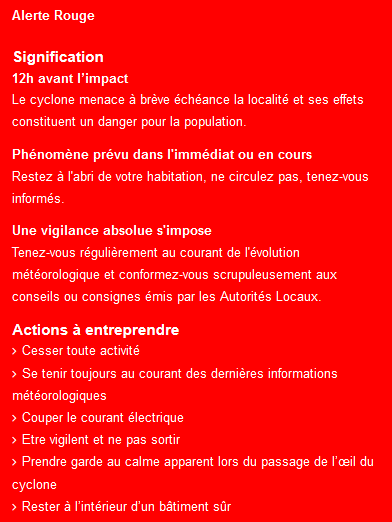 Alerte Rouge
Signification
12h avant l’impact
Le cyclone menace à brève échéance la localité et ses effets
constituent un danger pour la population.
Phénomène prévu dans l'immédiat ou en cours
Restez à l'abri de votre habitation, ne circulez pas, tenez-vous
informés.
Une vigilance absolue s'impose
Tenez-vous régulièrement au courant de l'évolution
météorologique et conformez-vous scrupuleusement aux
conseils ou consignes émis par les Autorités Locaux.
Actions à entreprendre
> Cesser toute activité
> Se tenir toujours au courant des dernières informations
météorologiques
> Couper le courant électrique
> Etre vigilent et ne pas sortir
> Prendre garde au calme apparent lors du passage de l’œil du
cyclone
> Rester à l’intérieur d’un bâtiment sûr